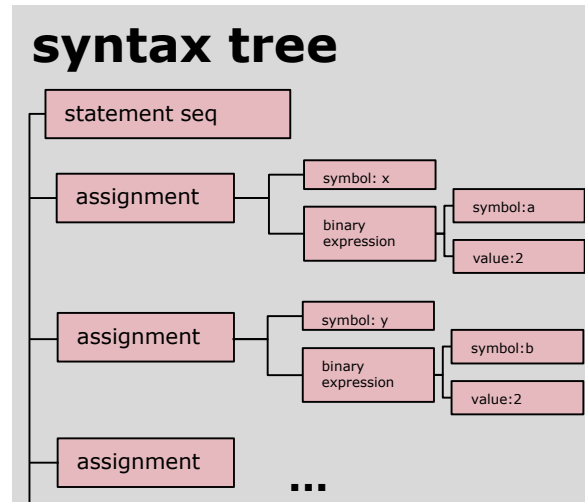 syntax tree
statement seq
assignment
symbol: x
binary
expression
symbol:a
value:2
assignment
symbol: y
binary
expression
symbol:b
value:2
assignment
...